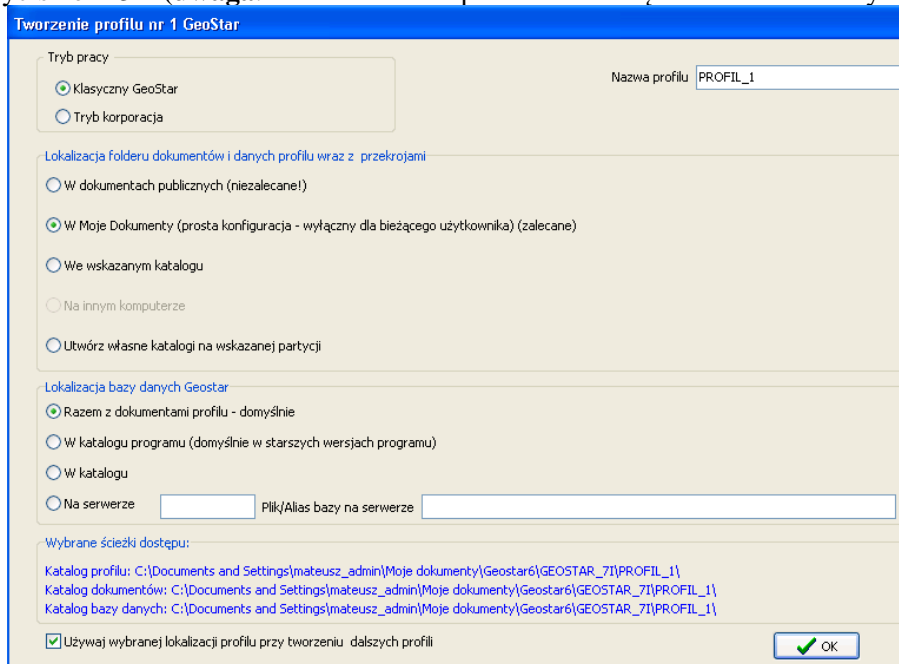 (uwaga
Tworzenie profilu nr 1 GeoStar
Tryb pracy
Klasyczny GeoStar
Tryb korporacja
Nazwa profilu PROFIL_1
Lokalizacja folderu dokumentów i danych profilu wraz z przekrojami
W dokumentach publicznych (niezalecane!)
W Moje Dokumenty (prosta konfiguracja - wyłączny dla bieżącego użytkownika) (zalecane)
We wskazanym katalogu
Na innym komputerze
Utwórz własne katalogi na wskazanej partycji
Lokalizacja bazy danych Geostar
Razem z dokumentami profilu - domyślnie
W katalogu programu (domyślnie w starszych wersjach programu)
W katalogu
Na serwerze Plik/Alias bazy na serwerze
Wybrane ścieżki dostępu:
Katalog profilu: C:\Documents and Settings\mateusz_admin\Moje dokumenty\Geostar6\GEOSTAR_7I\PROFIL_1\
Katalog dokumentów: C:\Documents and Settings\mateusz_admin\Moje dokumenty\Geostar6\GEOSTAR_7I\PROFIL_1\
Katalog bazy danych: C:\Documents and Settings\mateusz_admin\Moje dokumenty\Geostar6\GEOSTAR_7I\PROFIL_1\
Używaj wybranej lokalizacji profilu przy tworzeniu dalszych profili
OK